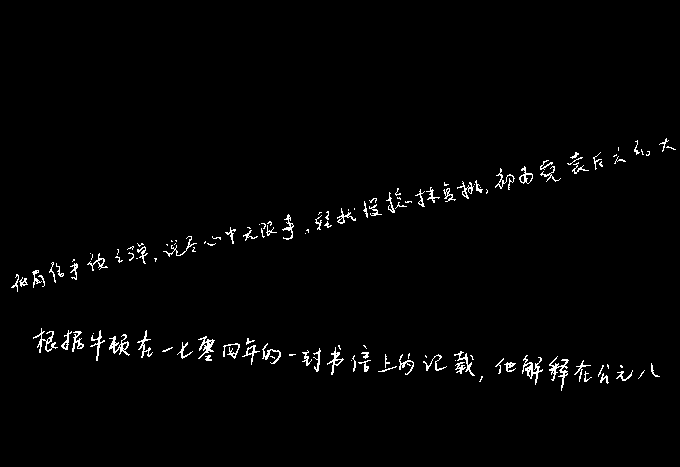 低眉信手续续弹，说尽心中无限事，轻拢慢捻抹复挑，初为霓裳后六幺。大
根据牛顿在一七零四年的一封书信上的记载，他解释在公元八